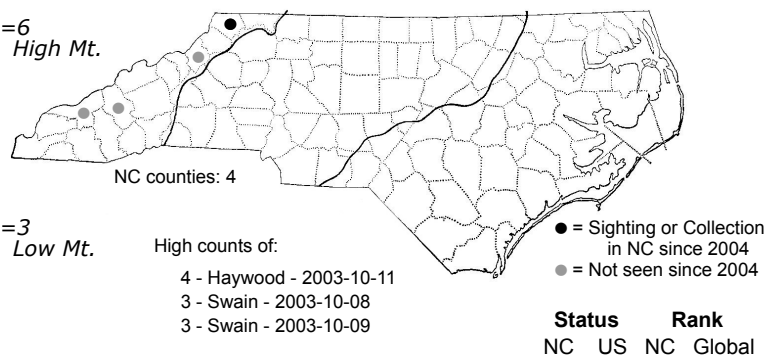 =6
High Mt.
NC counties: 4
=3
Low Mt.
High counts of:
4 - Haywood - 2003-10-11
3 - Swain - 2003-10-08
3 - Swain - 2003-10-09
= Sighting or Collection
in NC since 2004
= Not seen since 2004
Status Rank
NC US NC Global